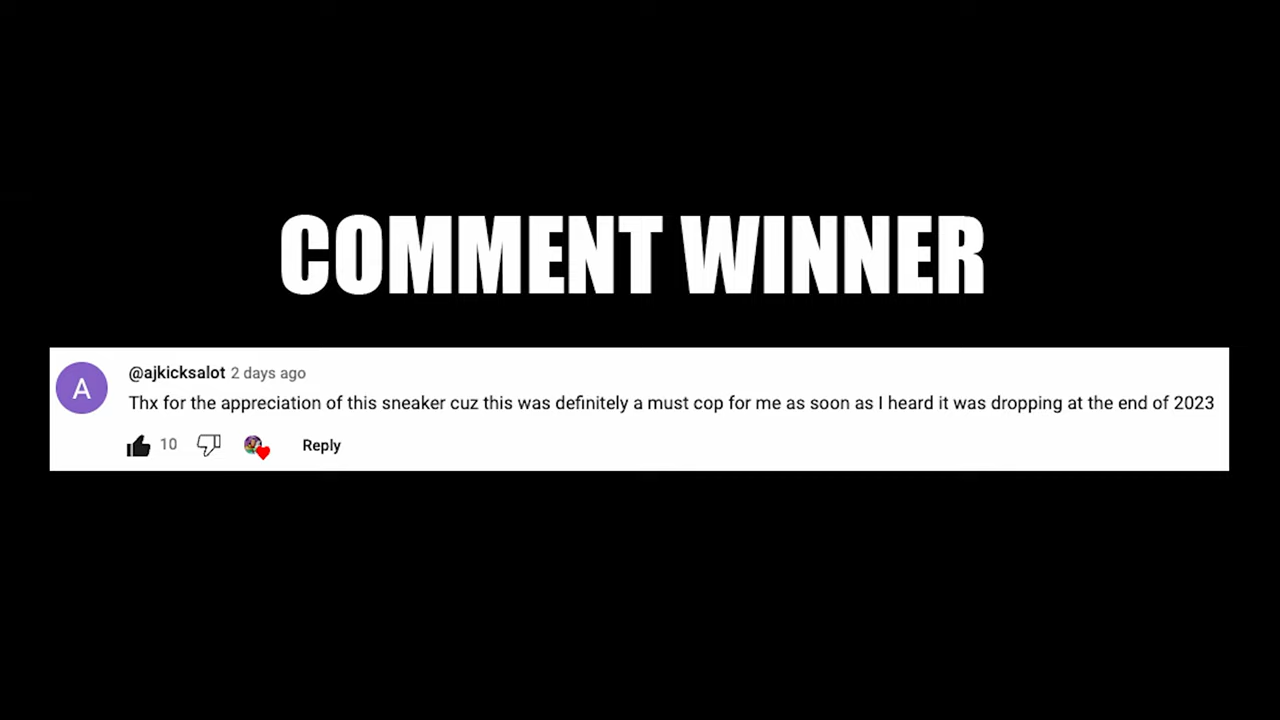 COMMENT WINNER
A
@ajkicksalot 2 days ago
Thx for the appreciation of this sneaker cuz this was definitely a must cop for me as soon as I heard it was dropping at the end of 2023
10 Reply